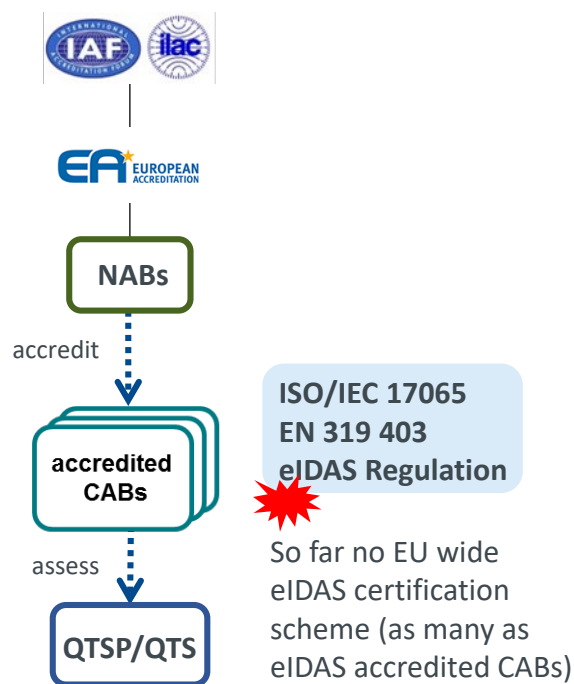 INTERNATIONAL
IAF
ACCREDITATION FORUM
ilac
EA EUROPEAN
ACCREDITATION
NABs
accredit
ISO/IEC 17065
EN 319 403
eIDAS Regulation
accredited
CABs
assess
So far no EU wide
eIDAS certification
scheme (as many as
eIDAS accredited CABs)
QTSP/QTS